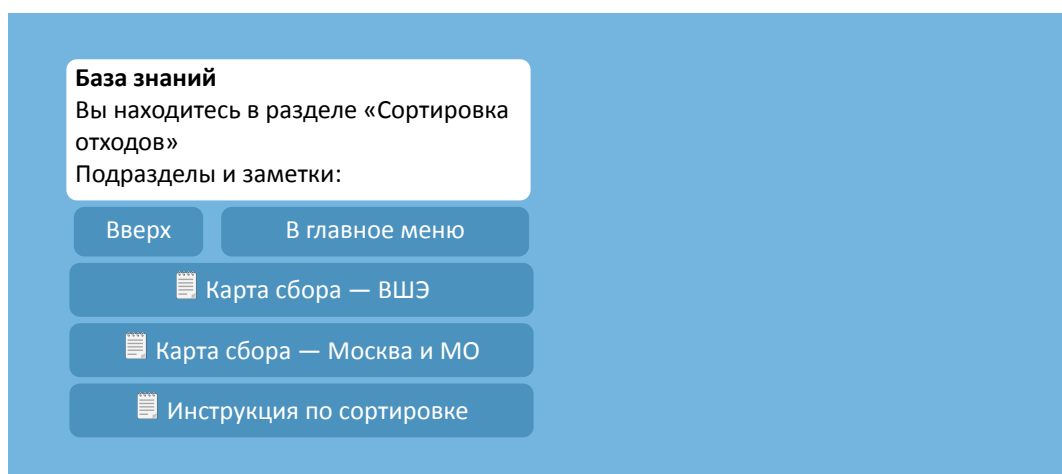 База знаний
Вы находитесь в разделе «Сортировка
отходов»
Подразделы и заметки:
Вверх
В главное меню
Карта сбора — ВШЭ
Карта сбора — Москва и МО
Инструкция по сортировке